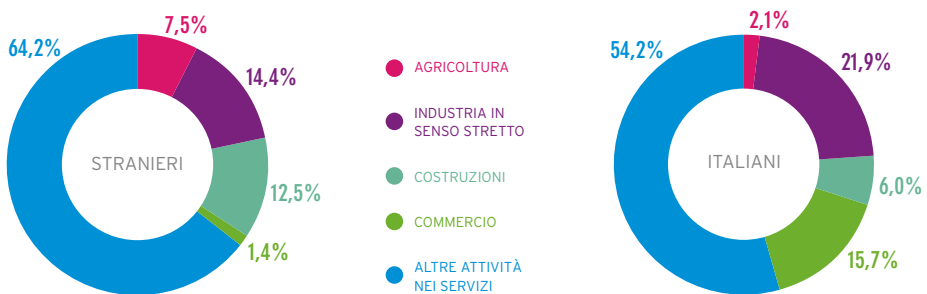 7,5%
64,2%
14,4%
STRANIERI
12,5%
1,4%
AGRICOLTURA
INDUSTRIA IN
SENSO STRETTO
COSTRUZIONI
COMMERCIO
ALTRE ATTIVITÀ
NEI SERVIZI
2,1%
54,2%
21,9%
ITALIANI
6,0%
15,7%